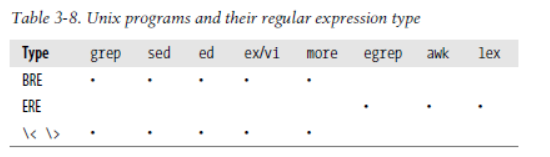 Table 3-8. Unix programs and their regular expression type
Type grep sed ed ex/vi more egrep awk lex
BRE • • • • •
ERE • • •
\< \> • • • • •